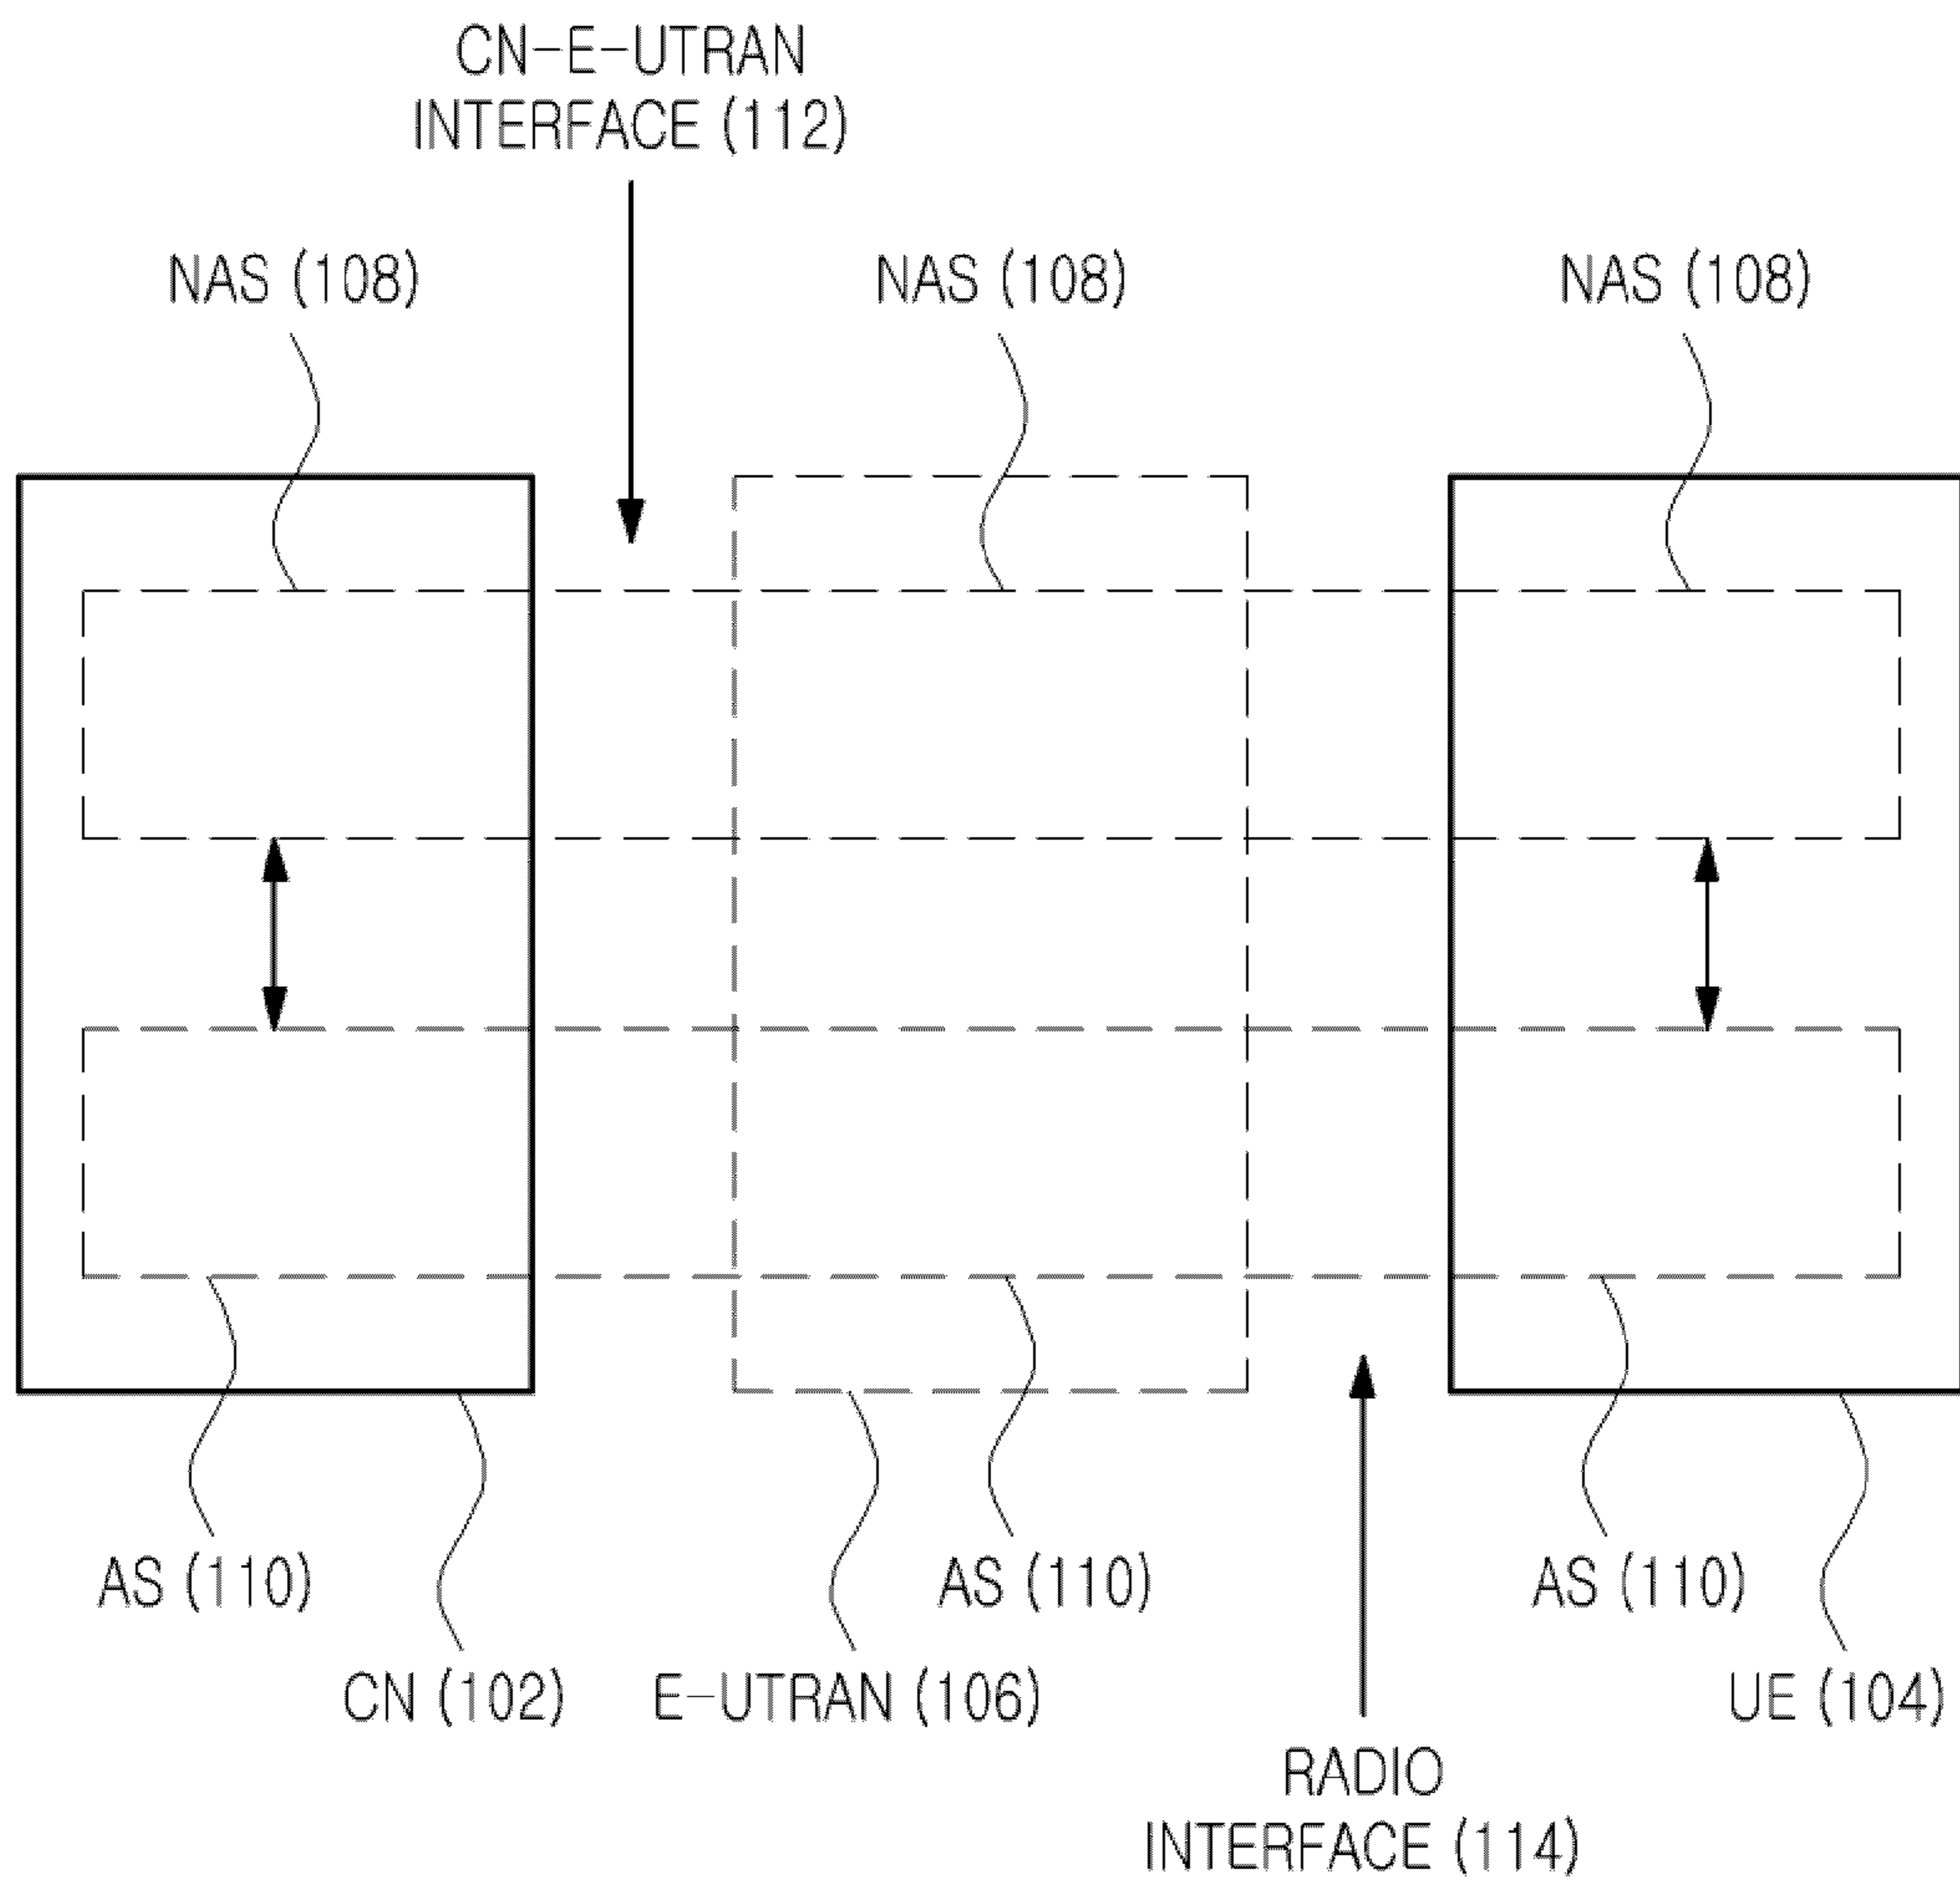 CN-E-UTRAN
INTERFACE (112)
NAS (108)
NAS (108)
NAS (108)
AS (110)
AS (110)
AS (110)
CN (102)
E-UTRAN (106)
UE (104)
RADIO
INTERFACE (114)